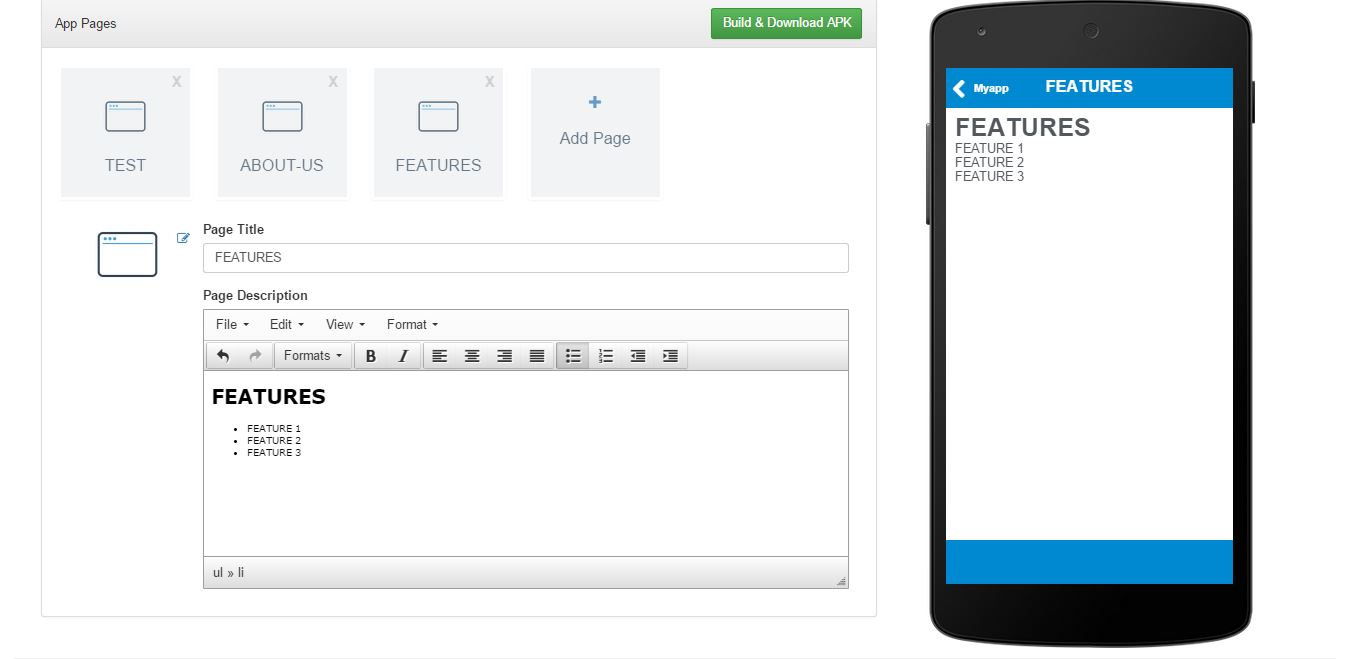 App Pages
Build & Download APK
X
X
X
TEST
ABOUT-US
FEATURES
Add Page
Page Title
FEATURES
Page Description
File Edit View Format
Formats B I
FEATURES
FEATURE 1
FEATURE 2
FEATURE 3
ul » li
Myapp FEATURES
FEATURES
FEATURE 1
FEATURE 2
FEATURE 3